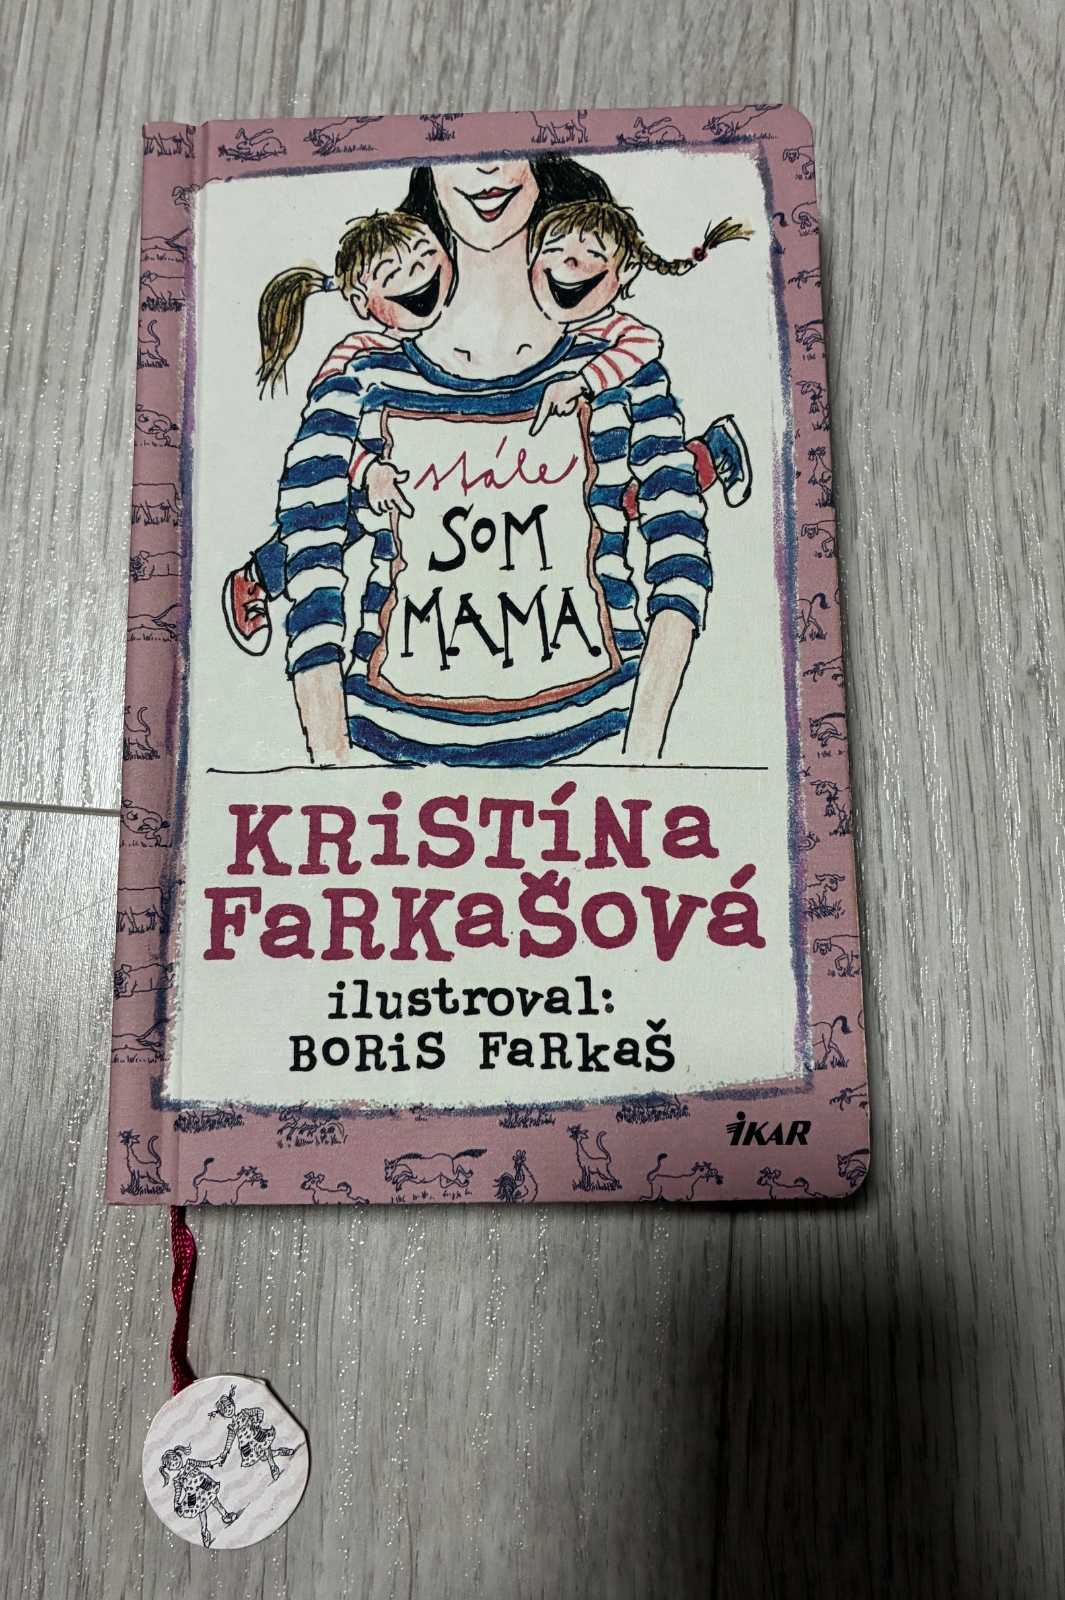 stále
SOM
MAMA
KRiSTíNa
FaRKaŠová
ilustroval:
BoRiS FaRkaŠ
iKAR